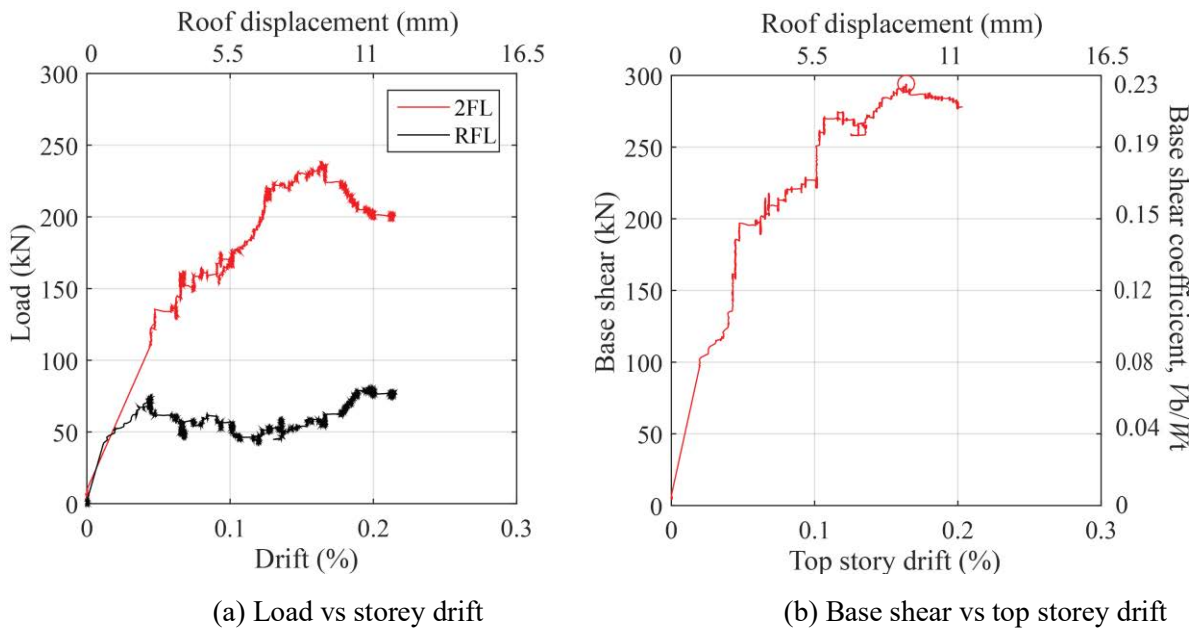 Roof displacement (mm)
0 5.5 11 16.5
300
250
200
150
100
50
0
Load (kN)
2FL
RFL
0 0.1 0.2 0.3
Drift (%)
(a) Load vs storey drift
Roof displacement (mm)
0 5.5 11 16.5
300
250
200
150
100
50
0
Base shear (kN)
0.23
0.19
0.15
0.12
0.08
0.04
0
Base shear coefficicent, Vb/Wt
0 0.1 0.2 0.3
Top story drift (%)
(b) Base shear vs top storey drift